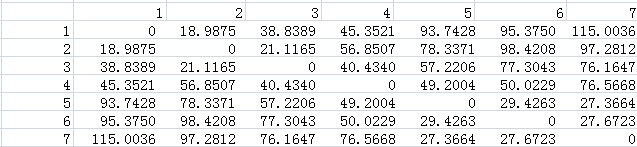 1 2 3 4 5 6 7
1 0 18.9875 38.8389 45.3521 93.7428 95.3750 115.0036
2 18.9875 0 21.1165 56.8507 78.3371 98.4208 97.2812
3 38.8389 21.1165 0 40.4340 57.2206 77.3043 76.1647
4 45.3521 56.8507 40.4340 0 49.2004 50.0229 76.5668
5 93.7428 78.3371 57.2206 49.2004 0 29.4263 27.3664
6 95.3750 98.4208 77.3043 50.0229 29.4263 0 27.6723
7 115.0036 97.2812 76.1647 76.5668 27.3664 27.6723 0